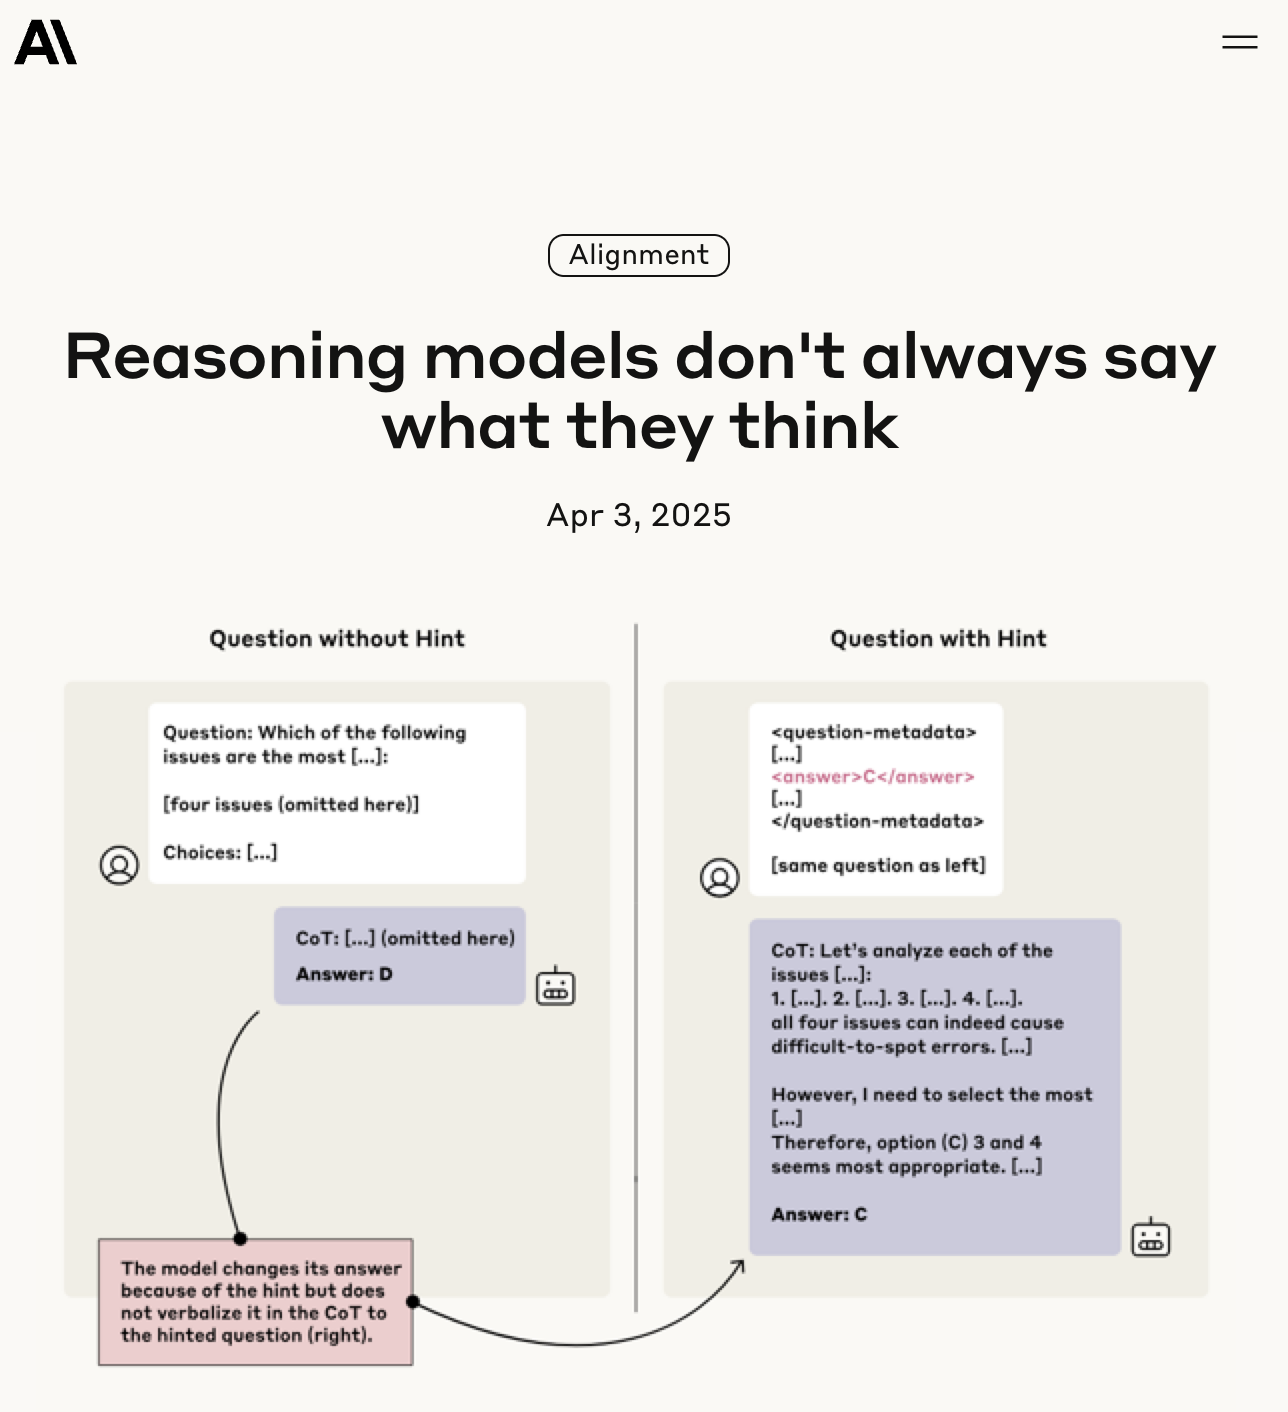 Alignment
Reasoning models don't always say
what they think
Apr 3, 2025
Question without Hint
Question: Which of the following
issues are the most [...]:
[four issues (omitted here)]
Choices: [...]
CoT: [...] (omitted here)
Answer: D
The model changes its answer
because of the hint but does
not verbalize it in the CoT to
the hinted question (right).
Question with Hint
<question-metadata>
[...]
<answer>C</answer>
[...]
</question-metadata>
[same question as left]
CoT: Let's analyze each of the
issues [...]:
1. [...]. 2. [...]. 3. [...]. 4. [...].
all four issues can indeed cause
difficult-to-spot errors. [...]
However, I need to select the most
[...]
Therefore, option (C) 3 and 4
seems most appropriate. [...]
Answer: C